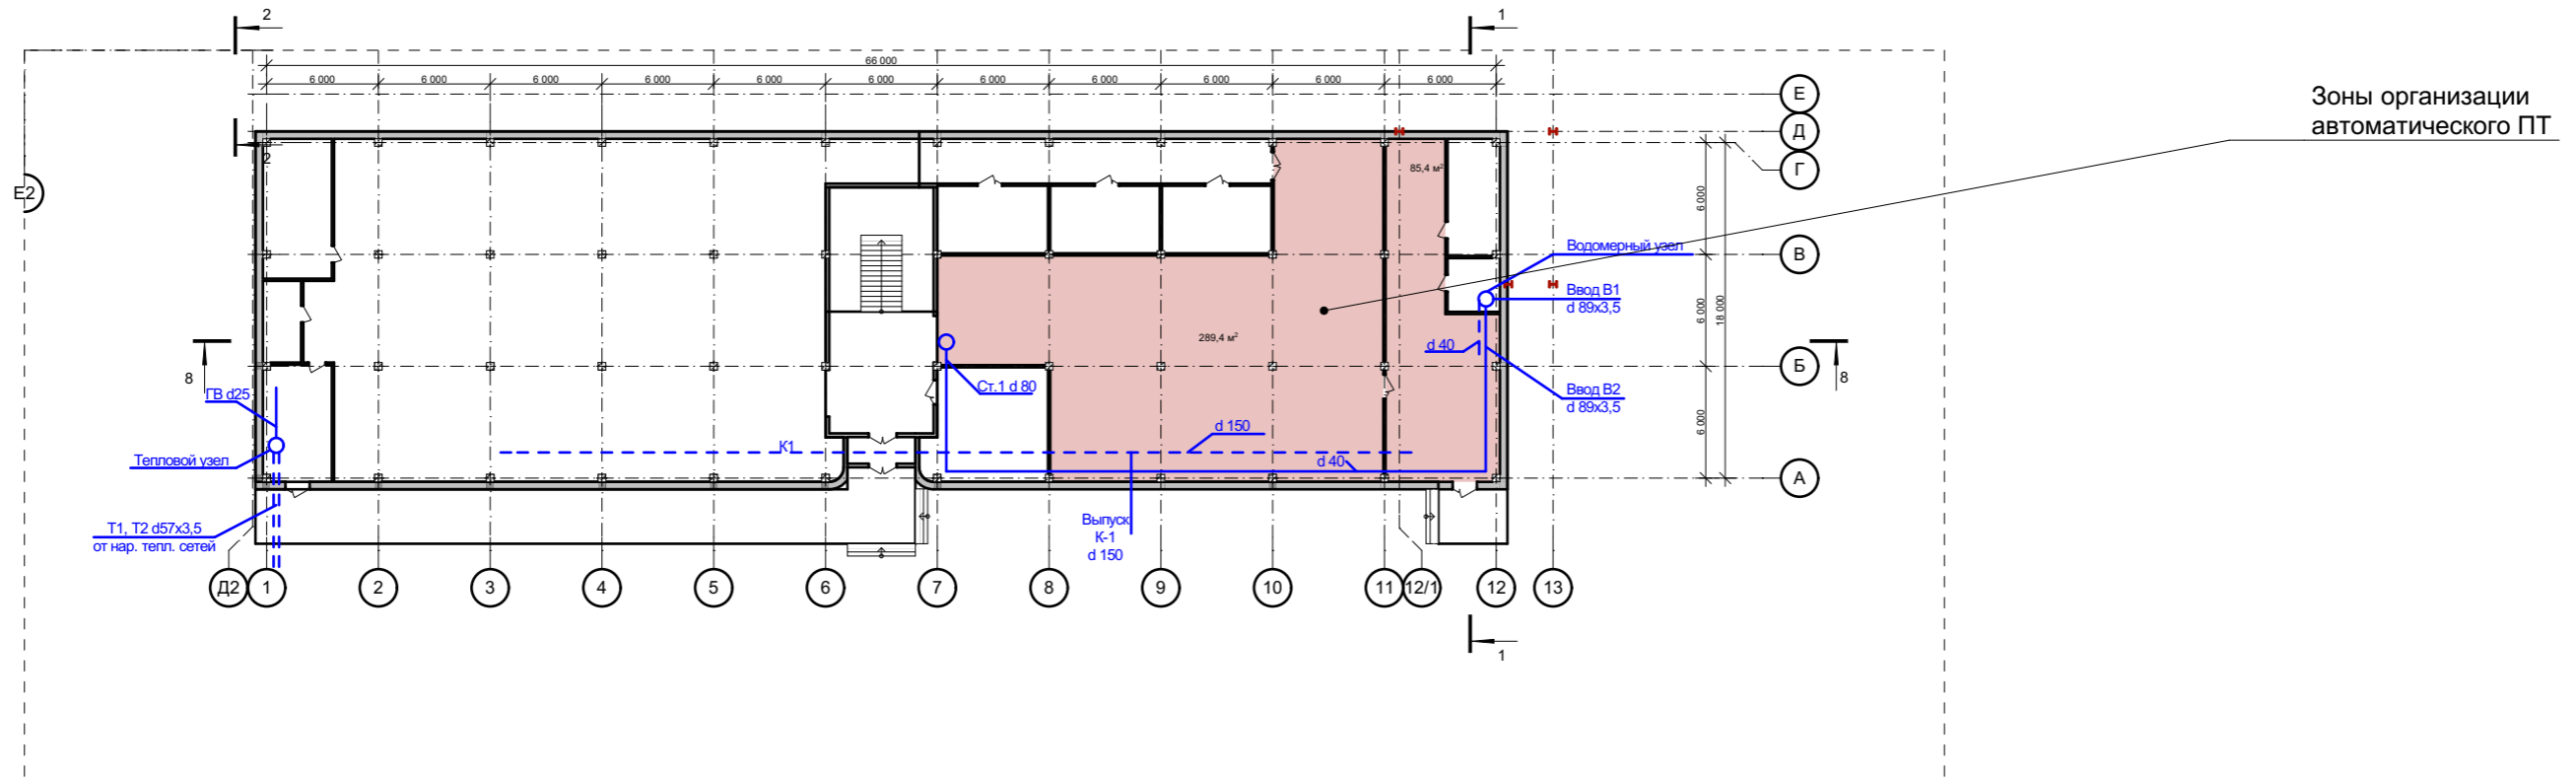 2
1
66 000
6 000
6 000
6 000
6 000
6 000
6 000
6 000
6 000
6 000
6 000
6 000
Е
Зоны организации
автоматического ПТ
Д
2
Г
85,4 м²
Е2
6 000
Водомерный узел
В
Ввод В1
d 89х3,5
6 000
18 000
289,4 м²
d 40
Б
8
8
ГВ d25
Ст.1 d 80
Ввод В2
d 89х3,5
6 000
d 150
К1
Тепловой узел
d 40
А
Т1, Т2 d57х3,5
от нар. тепл. сетей
Выпуск
К-1
d 150
Д2
1
2
3
4
5
6
7
8
9
10
11
12/1
12
13
1